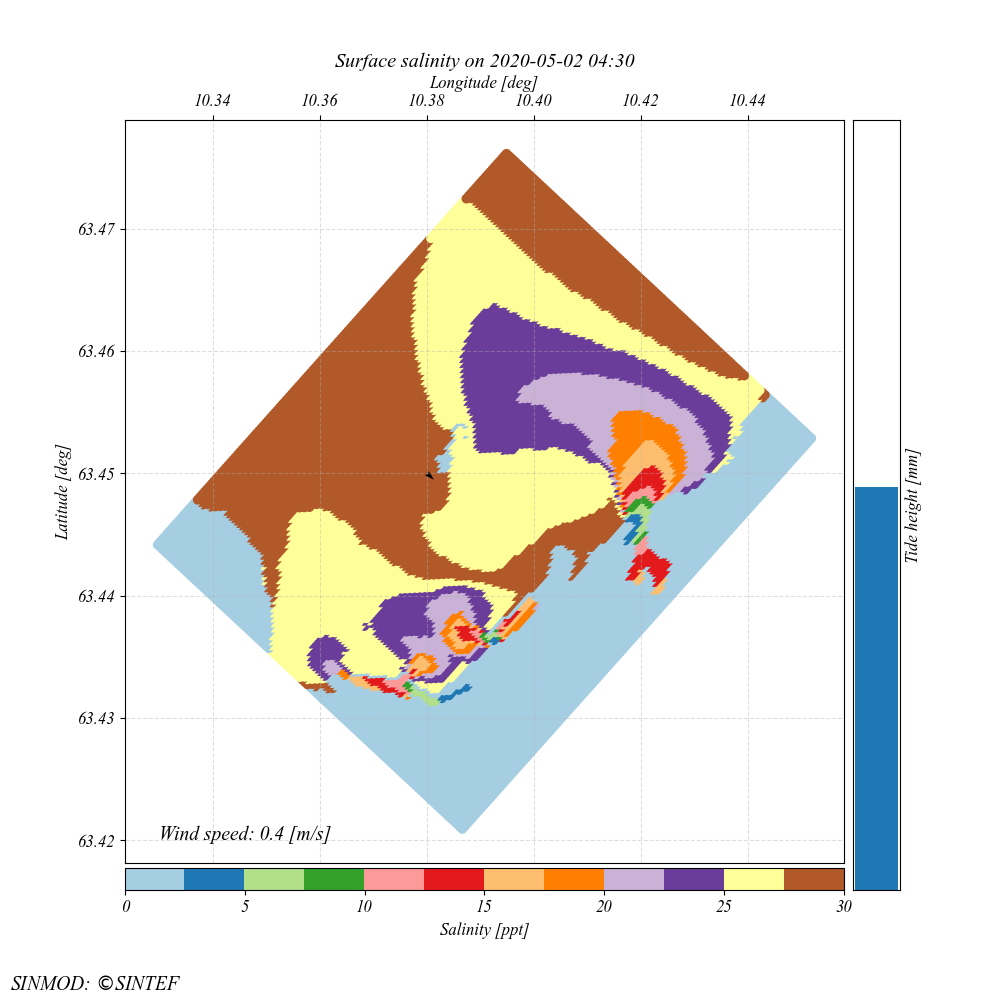 Surface salinity on 2020-05-02 04:30
Longitude [deg]
10.34 10.36 10.38 10.40 10.42 10.44
63.47
63.46
63.45
63.44
63.43
63.42
Latitude [deg]
Tide height [mm]
Wind speed: 0.4 [m/s]
0 5 10 15 20 25 30
Salinity [ppt]
SINMOD: ©SINTEF